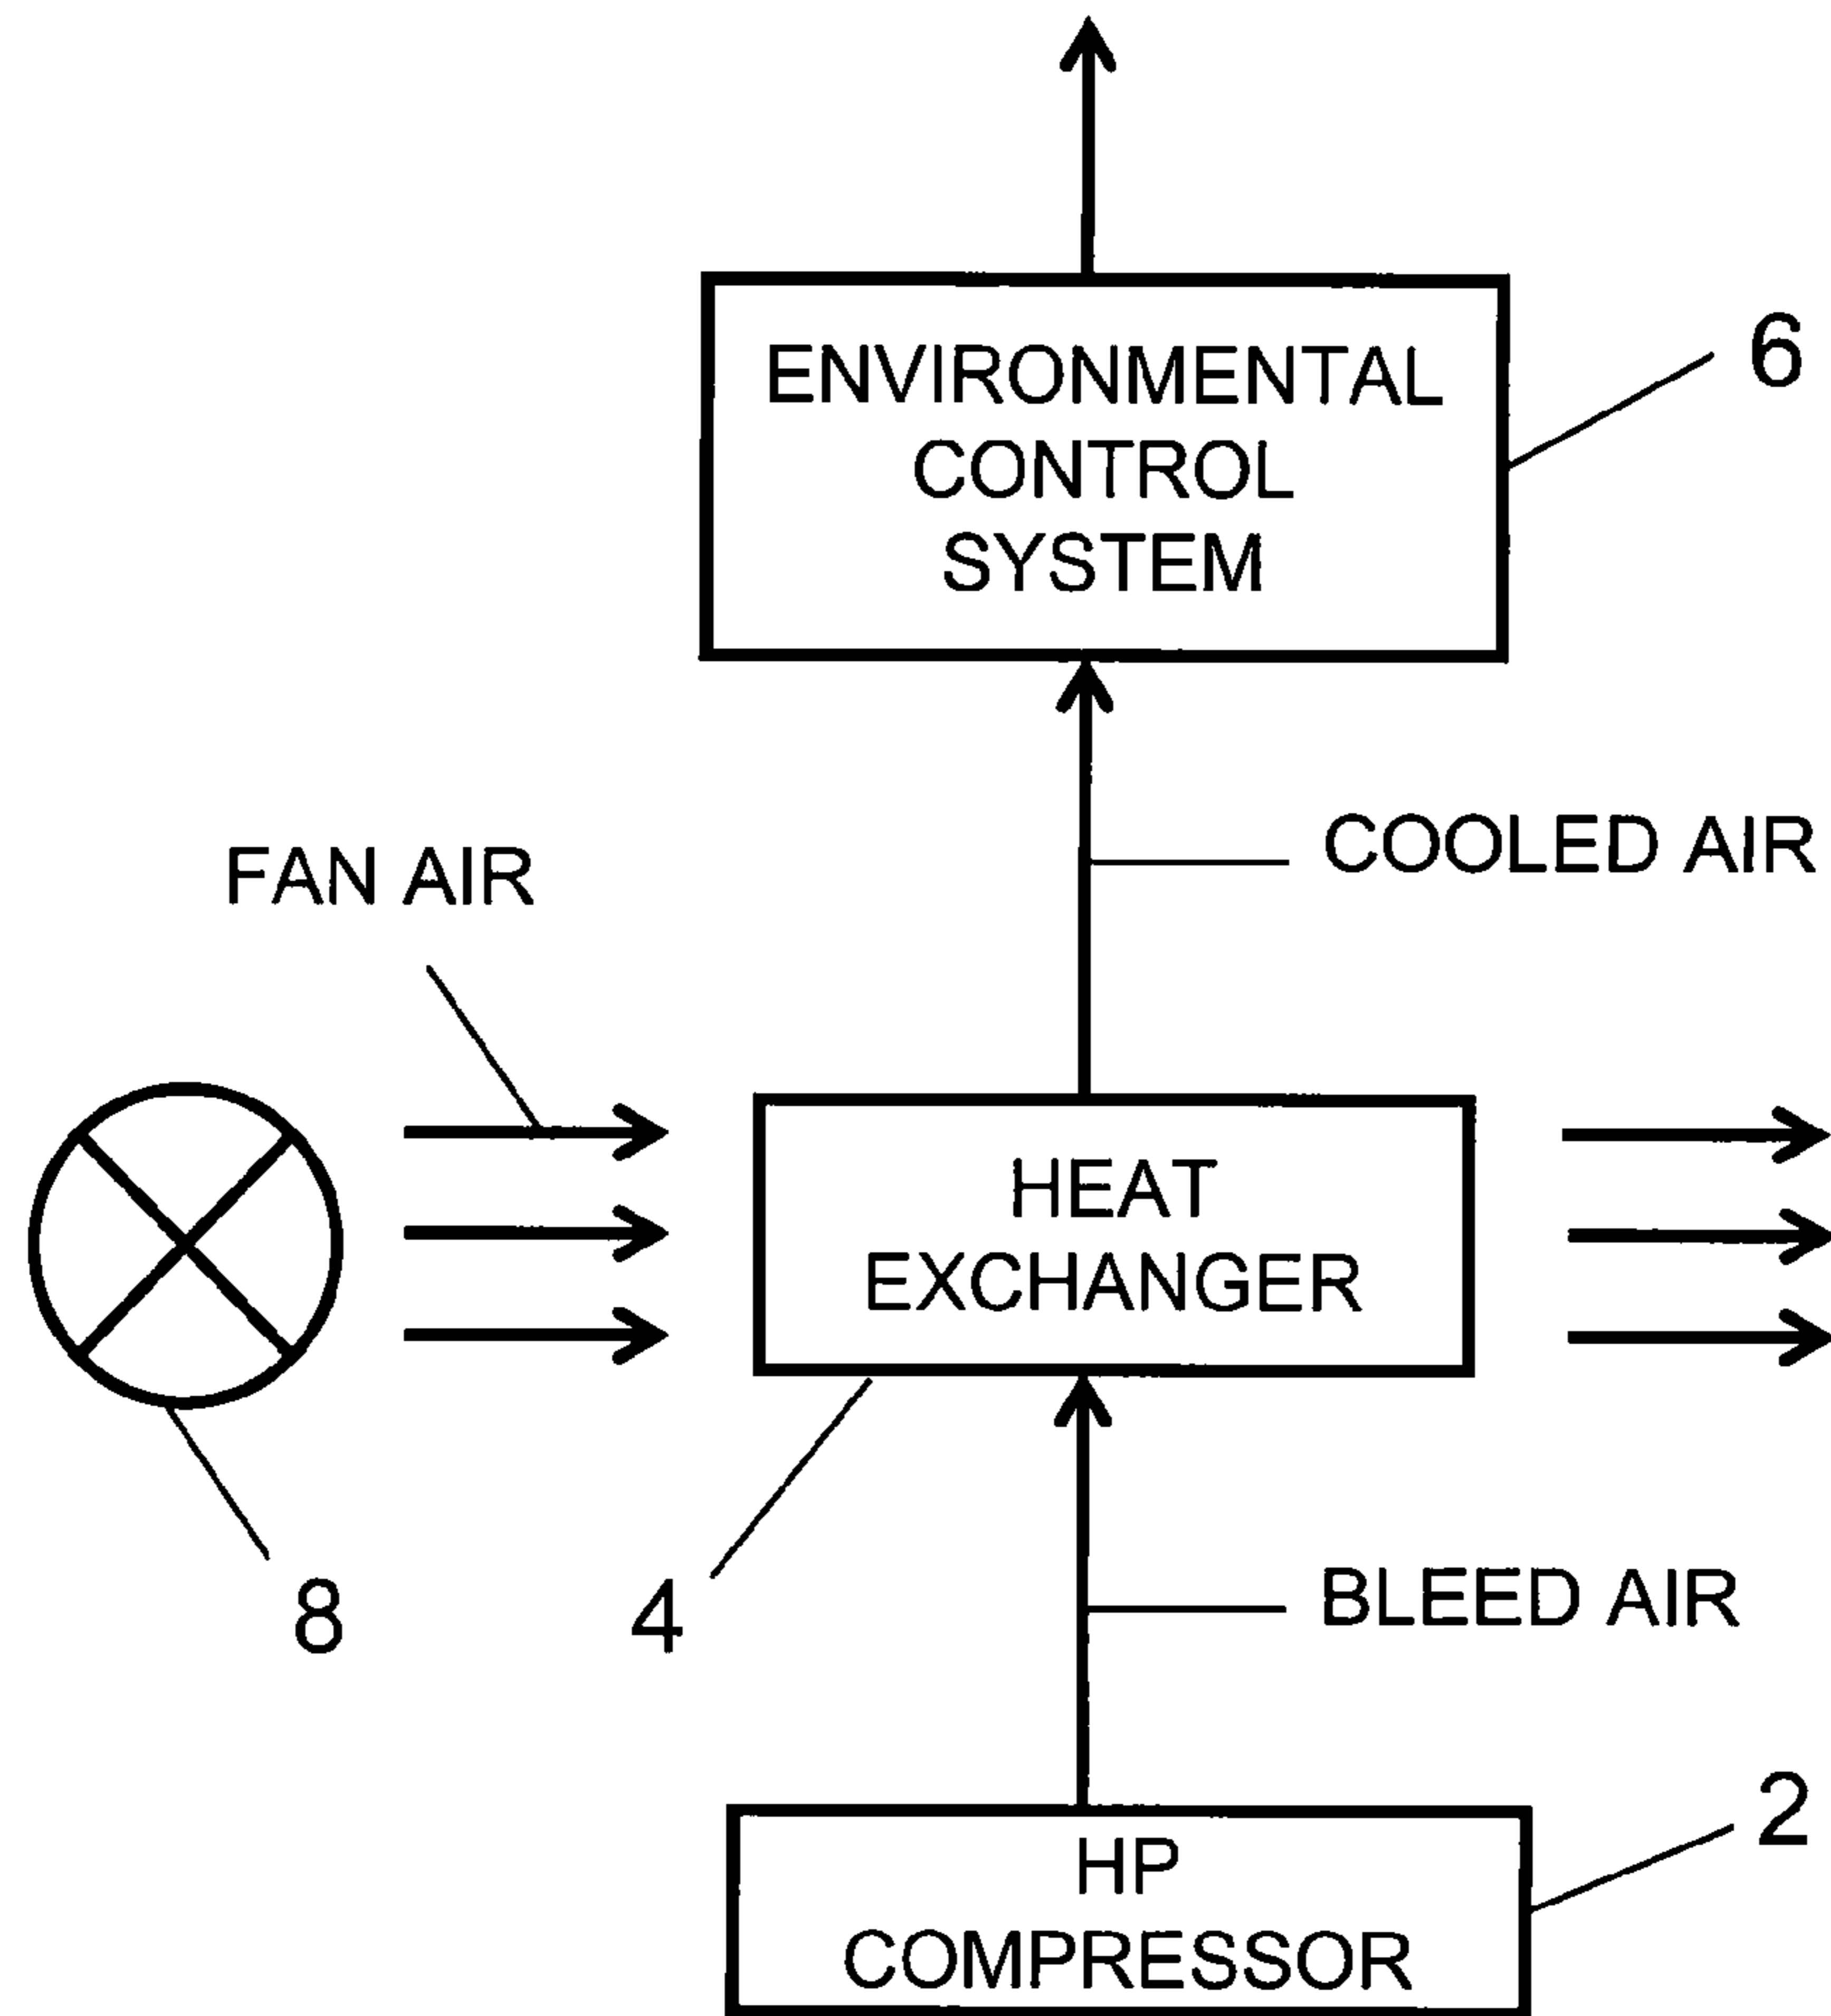 ENVIRONMENTAL
CONTROL
SYSTEM
6
COOLED AIR
FAN AIR
HEAT
EXCHANGER
8
4
BLEED AIR
2
HP
COMPRESSOR